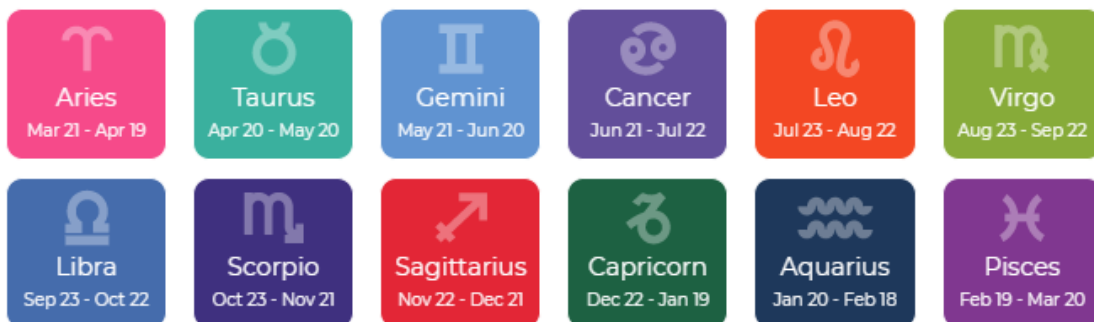 Aries
Mar 21 - Apr 19
Taurus
Apr 20 - May 20
Gemini
May 21 - Jun 20
Cancer
Jun 21 - Jul 22
Leo
Jul 23 - Aug 22
Virgo
Aug 23 - Sep 22
Libra
Sep 23 - Oct 22
Scorpio
Oct 23 - Nov 21
Sagittarius
Nov 22 - Dec 21
Capricorn
Dec 22 - Jan 19
Aquarius
Jan 20 - Feb 18
Pisces
Feb 19 - Mar 20